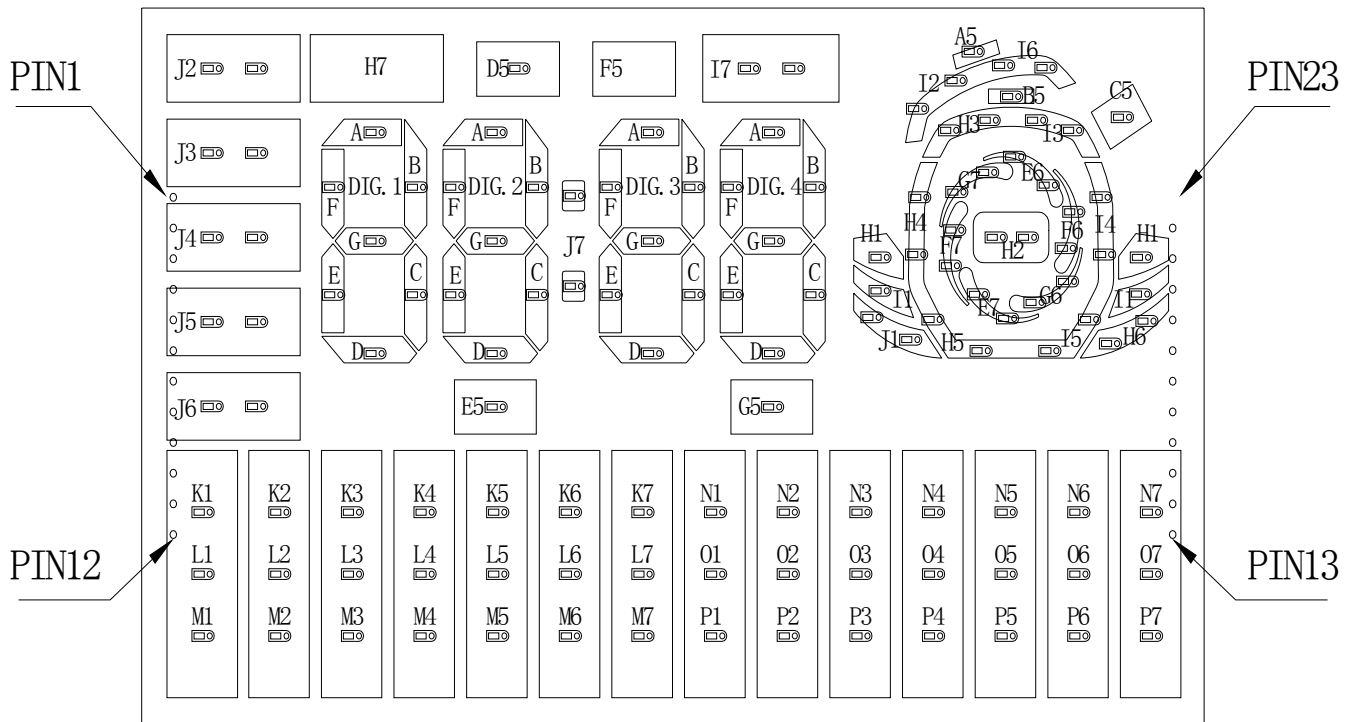 J2 H7 D5 F5 I7 A5 I6
PIN1 I2 B5 C5 PIN23
J3 A A A A H3 I3
B B B B
DIG.1 DIG.2 DIG.3 DIG.4 G7 E6
F F F F
J4 G G J7 G G H4 F7 H2 F6 I4 H1 H1
E C E C E C E C
J5 I1 E7 G6 I1
D D D D J1 H5 I5 H6
J6 E5 G5
K1 K2 K3 K4 K5 K6 K7 N1 N2 N3 N4 N5 N6 N7
PIN12 L1 L2 L3 L4 L5 L6 L7 O1 O2 O3 O4 O5 O6 O7 PIN13
M1 M2 M3 M4 M5 M6 M7 P1 P2 P3 P4 P5 P6 P7